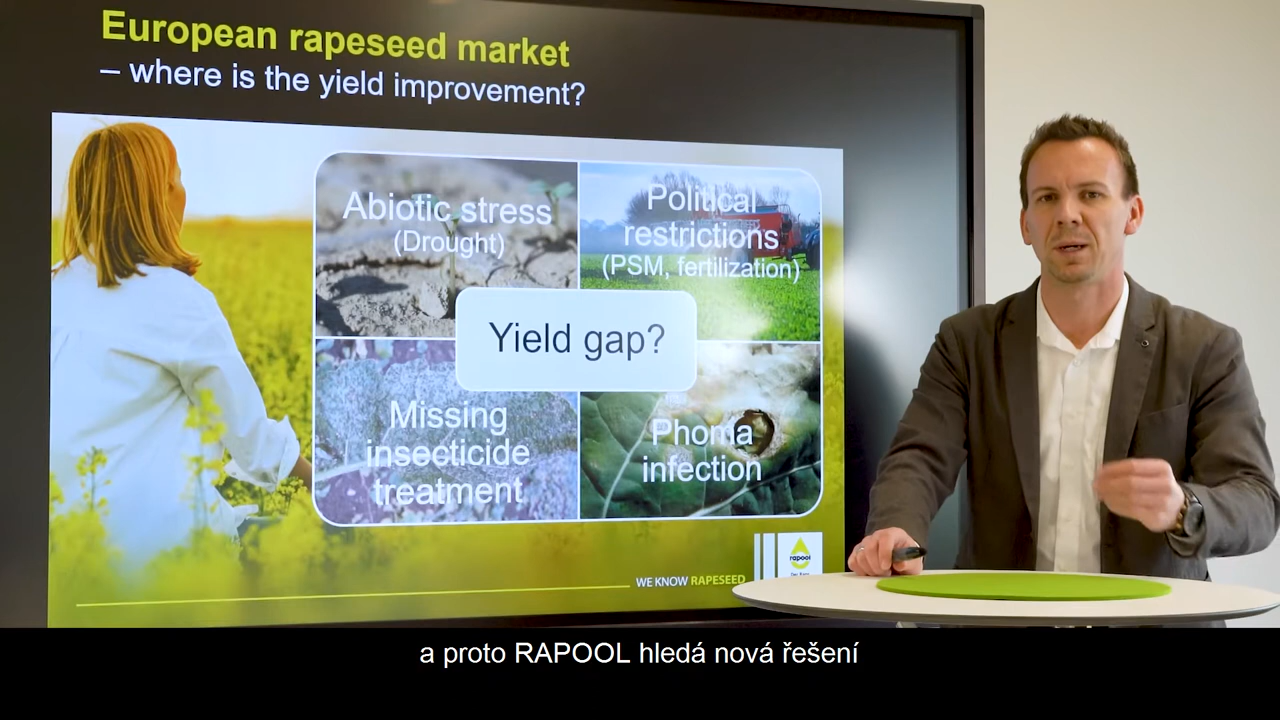 European rapeseed market
– where is the yield improvement?
Abiotic stress
(Drought)
Political
restrictions
(PSM, fertilization)
Yield gap?
Missing
insecticide
treatment
Phoma
infection
rapool
WE KNOW RAPESEED
a proto RAPOOL hledá nová řešení